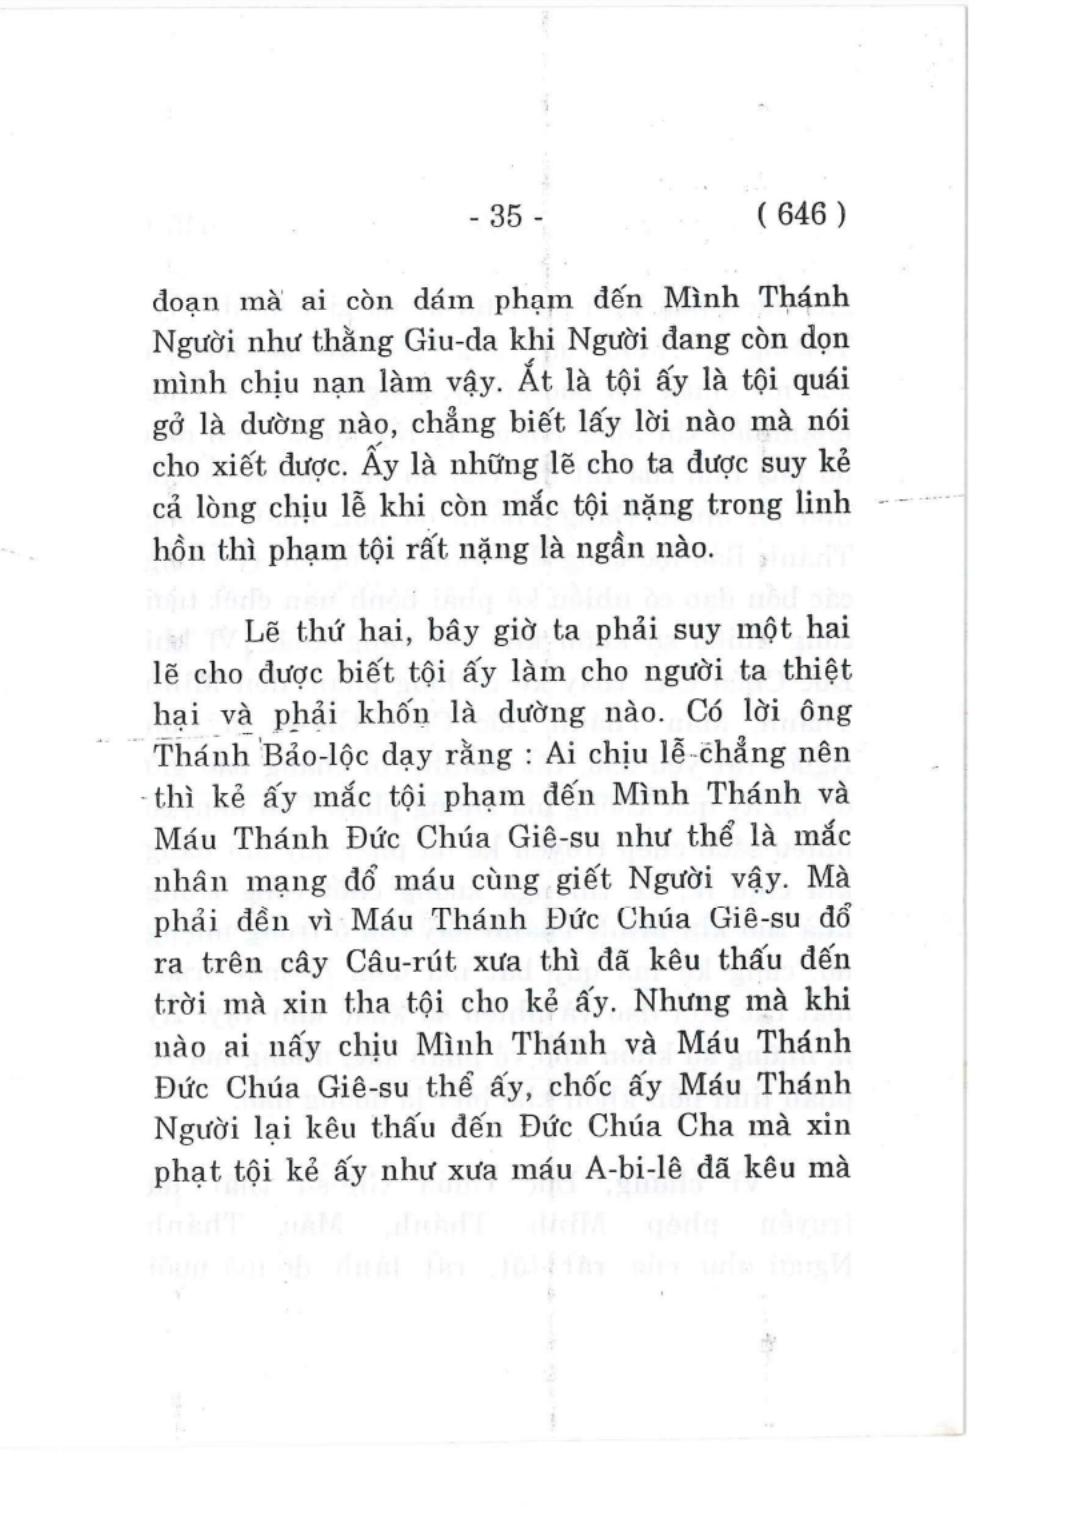 - 35 - ( 646 )
đoạn mà ai còn dám phạm đến Mình Thánh
Người như thằng Giu-da khi Người đang còn dọn
mình chịu nạn làm vậy. Ắt là tội ấy là tội quái
gở là dường nào, chẳng biết lấy lời nào mà nói
cho xiết được. Ấy là những lẽ cho ta được suy kẻ
cả lòng chịu lễ khi còn mắc tội nặng trong linh
hồn thì phạm tội rất nặng là ngần nào.
Lẽ thứ hai, bây giờ ta phải suy một hai
lẽ cho được biết tội ấy làm cho người ta thiệt
hại và phải khốn là dường nào. Có lời ông
Thánh Bảo-lộc dạy rằng : Ai chịu lễ chẳng nên
thì kẻ ấy mắc tội phạm đến Mình Thánh và
Máu Thánh Đức Chúa Giê-su như thể là mắc
nhân mạng đổ máu cùng giết Người vậy. Mà
phải đền vì Máu Thánh Đức Chúa Giê-su đổ
ra trên cây Câu-rút xưa thì đã kêu thấu đến
trời mà xin tha tội cho kẻ ấy. Nhưng mà khi
nào ai nấy chịu Mình Thánh và Máu Thánh
Đức Chúa Giê-su thể ấy, chốc ấy Máu Thánh
Người lại kêu thấu đến Đức Chúa Cha mà xin
phạt tội kẻ ấy như xưa máu A-bi-lê đã kêu mà